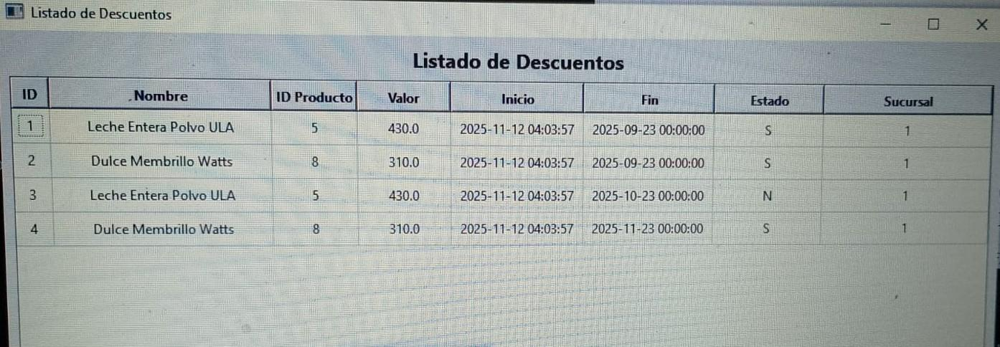 Listado de Descuentos
Listado de Descuentos
ID Nombre ID Producto Valor Inicio Fin Estado Sucursal
1 Leche Entera Polvo ULA 5 430.0 2025-11-12 04:03:57 2025-09-23 00:00:00 S 1
2 Dulce Membrillo Watts 8 310.0 2025-11-12 04:03:57 2025-09-23 00:00:00 S 1
3 Leche Entera Polvo ULA 5 430.0 2025-11-12 04:03:57 2025-10-23 00:00:00 N 1
4 Dulce Membrillo Watts 8 310.0 2025-11-12 04:03:57 2025-11-23 00:00:00 S 1